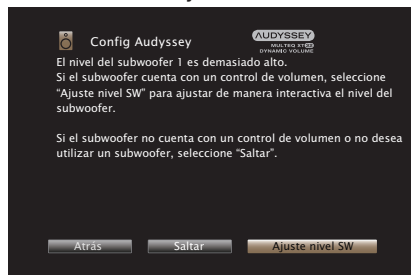 Config Audyssey
AUDYSSEY
MULTEQ XT32
DYNAMIC VOLUME
El nivel del subwoofer 1 es demasiado alto.
Si el subwoofer cuenta con un control de volumen, seleccione
“Ajuste nivel SW” para ajustar de manera interactiva el nivel del
subwoofer.
Si el subwoofer no cuenta con un control de volumen o no desea
utilizar un subwoofer, seleccione “Saltar”.
Atrás
Saltar
Ajuste nivel SW